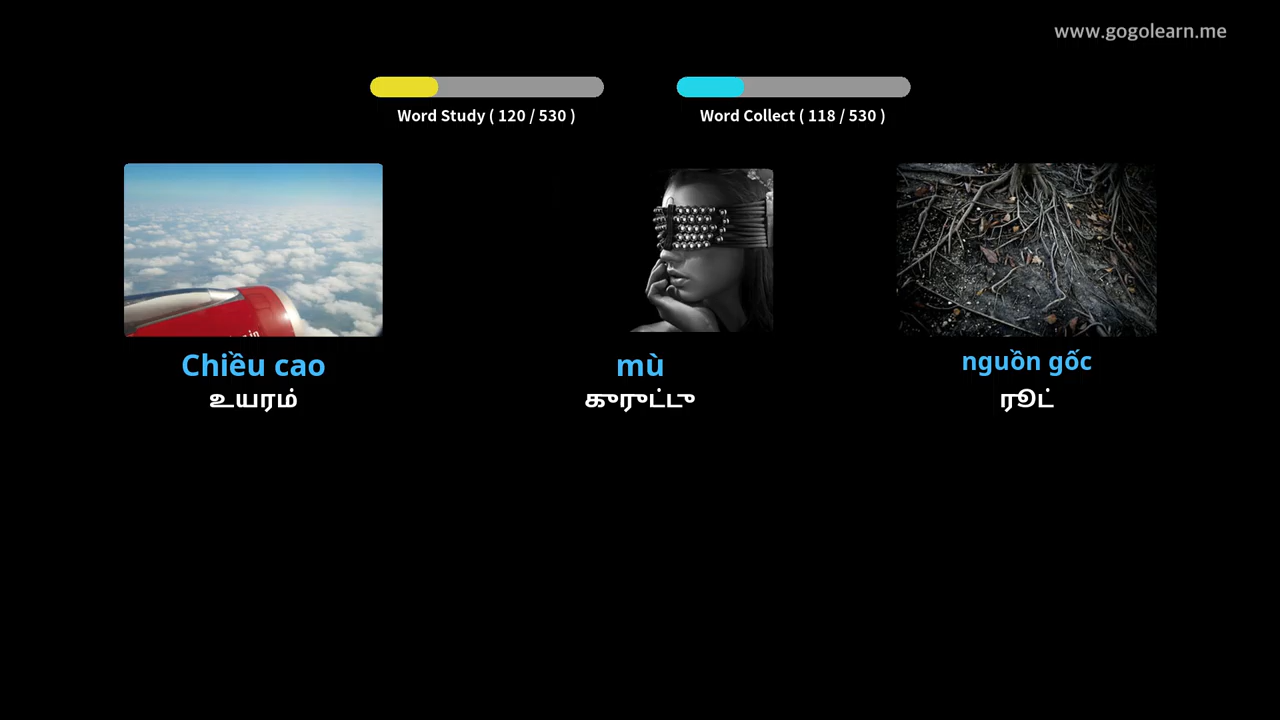 www.gogolearn.me
Word Study ( 120 / 530 )
Word Collect ( 118 / 530 )
Chiều cao
உயரம்
mù
குருட்டு
nguồn gốc
ரூட்